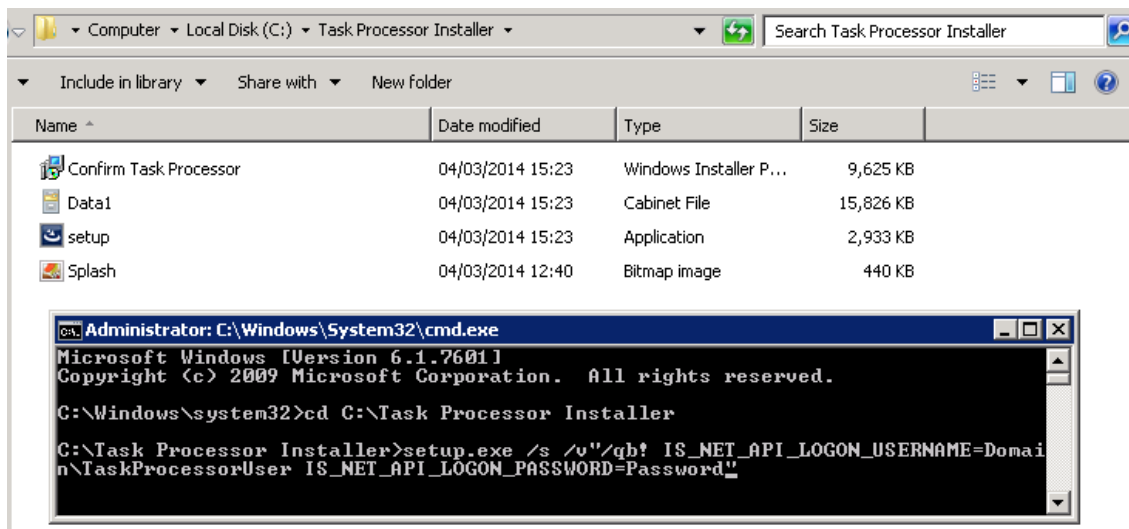 Computer Local Disk (C:) Task Processor Installer Search Task Processor Installer
Include in library Share with New folder
Name Date modified Type Size
Confirm Task Processor 04/03/2014 15:23 Windows Installer P... 9,625 KB
Data1 04/03/2014 15:23 Cabinet File 15,826 KB
setup 04/03/2014 15:23 Application 2,933 KB
Splash 04/03/2014 12:40 Bitmap image 440 KB
Administrator: C:\Windows\System32\cmd.exe
Microsoft Windows [Version 6.1.7601]
Copyright (c) 2009 Microsoft Corporation.  All rights reserved.
C:\Windows\system32>cd C:\Task Processor Installer
C:\Task Processor Installer>setup.exe /s /v"/qb! IS_NET_API_LOGON_USERNAME=Domai
n\TaskProcessorUser IS_NET_API_LOGON_PASSWORD=Password"